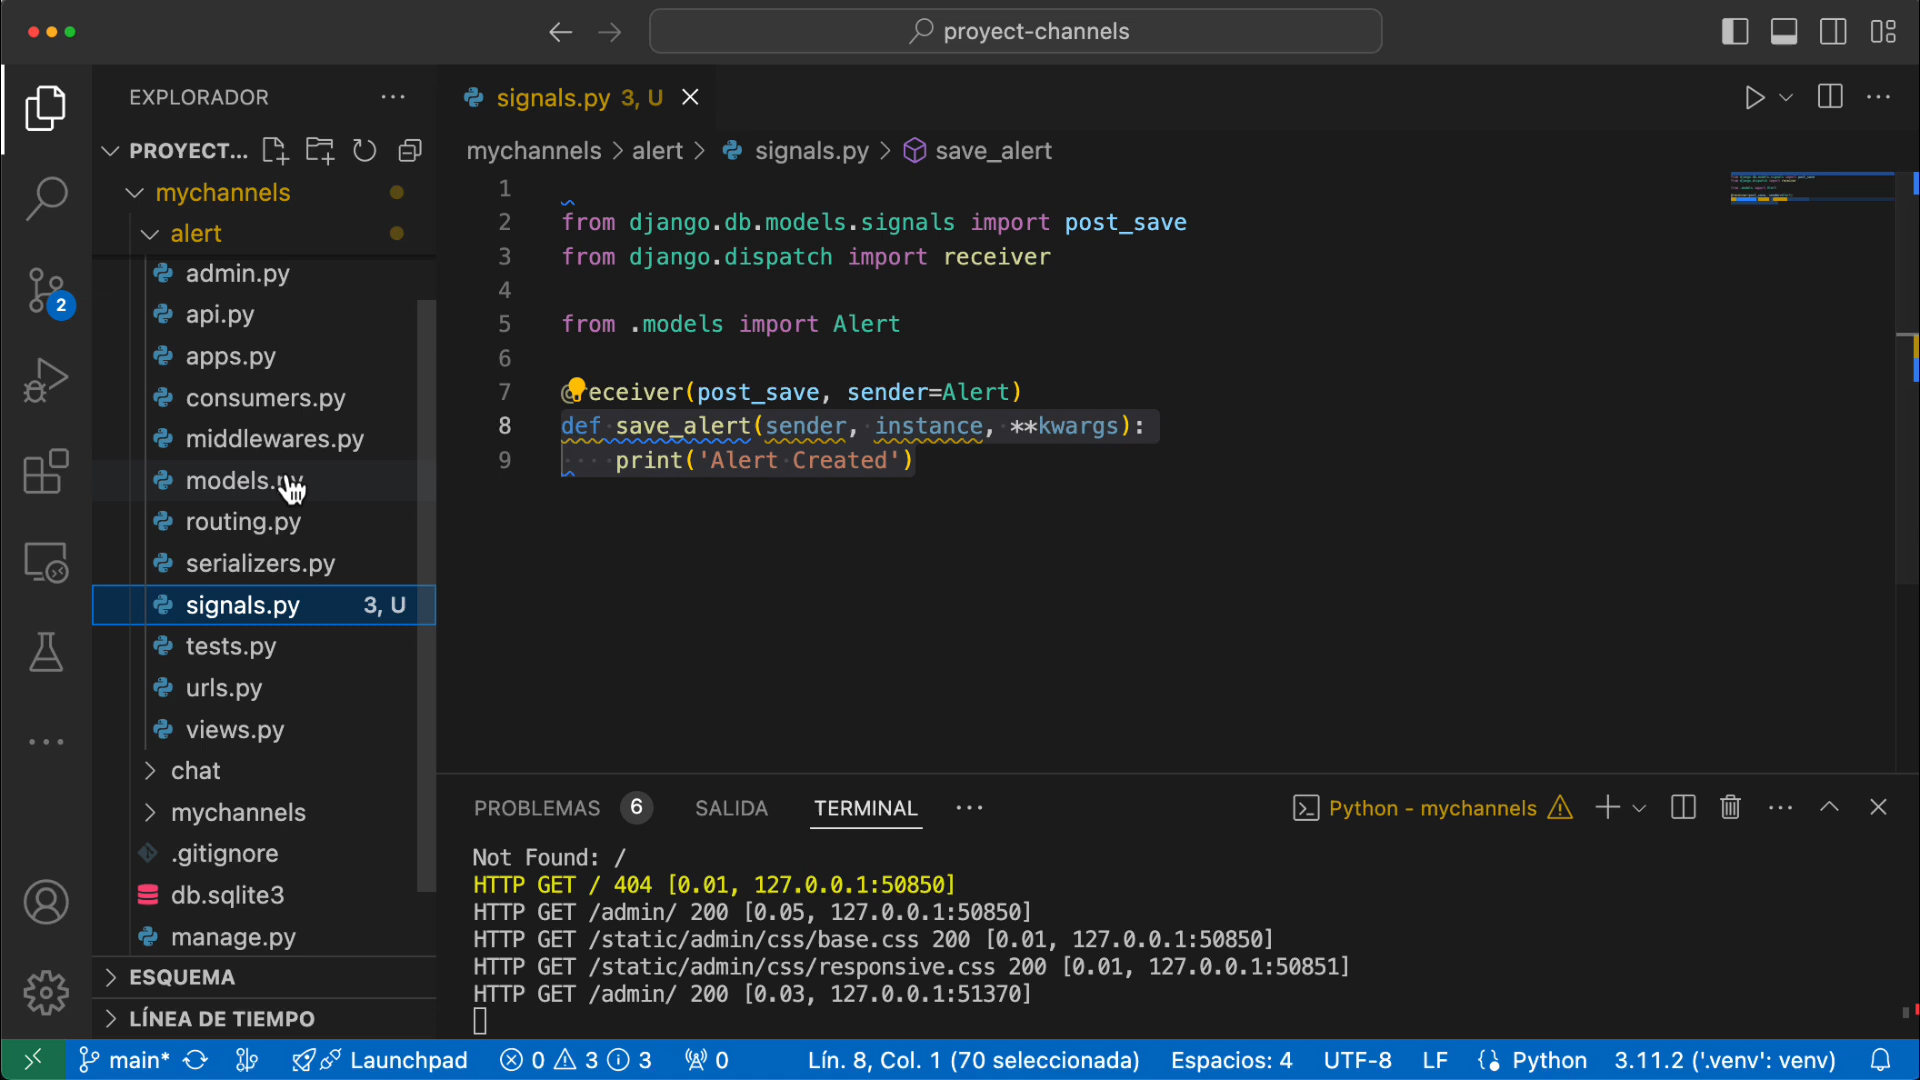 proyect-channels
EXPLORADOR
PROYECT...
mychannels
alert
admin.py
api.py
apps.py
consumers.py
middlewares.py
models.py
routing.py
serializers.py
signals.py 3, U
tests.py
urls.py
views.py
chat
mychannels
.gitignore
db.sqlite3
manage.py
ESQUEMA
LÍNEA DE TIEMPO
2
signals.py 3, U
mychannels > alert > signals.py > save_alert
1
2 from django.db.models.signals import post_save
3 from django.dispatch import receiver
4
5 from .models import Alert
6
7 @receiver(post_save, sender=Alert)
8 def save_alert(sender, instance, **kwargs):
9 print('Alert Created')
PROBLEMAS 6 SALIDA TERMINAL
Python - mychannels
Not Found: /
HTTP GET / 404 [0.01, 127.0.0.1:50850]
HTTP GET /admin/ 200 [0.05, 127.0.0.1:50850]
HTTP GET /static/admin/css/base.css 200 [0.01, 127.0.0.1:50850]
HTTP GET /static/admin/css/responsive.css 200 [0.01, 127.0.0.1:50851]
HTTP GET /admin/ 200 [0.03, 127.0.0.1:51370]
main* Launchpad 0 3 3 0 Lín. 8, Col. 1 (70 seleccionada) Espacios: 4 UTF-8 LF Python 3.11.2 ('.venv': venv)